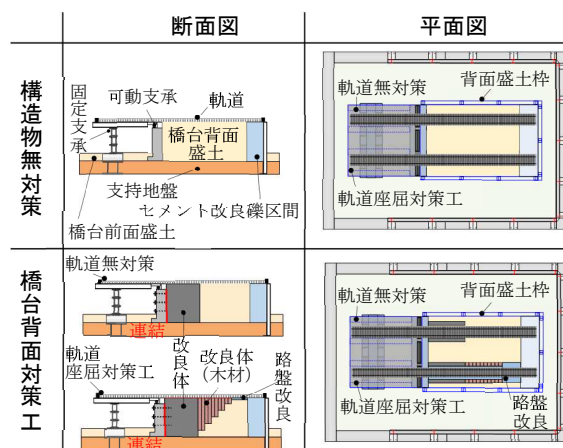 断面図
平面図
構造物無対策
固定支承
可動支承
軌道
橋台背面
盛土
支持地盤
セメント改良礫区間
橋台前面盛土
軌道無対策
背面盛土枠
軌道座屈対策工
橋台背面対策工
軌道無対策
連結
改良体
軌道
座屈対策工
改良体
(木材)
路盤
改良
連結
軌道無対策
背面盛土枠
軌道座屈対策工
路盤
改良